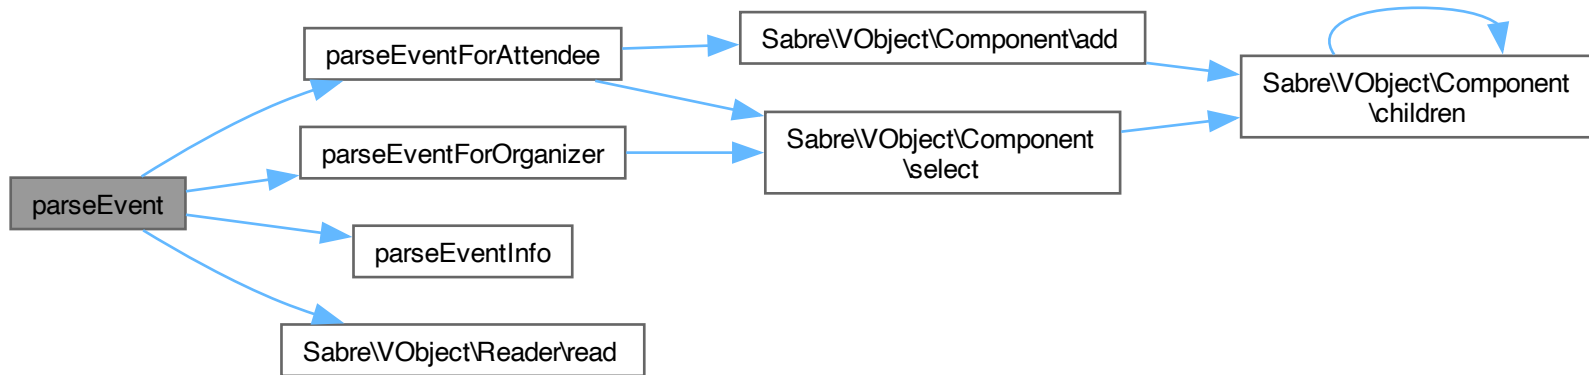 parseEvent
parseEventForAttendee
parseEventForOrganizer
parseEventInfo
Sabre\VObject\Reader\read
Sabre\VObject\Component\add
Sabre\VObject\Component
\select
Sabre\VObject\Component
\children